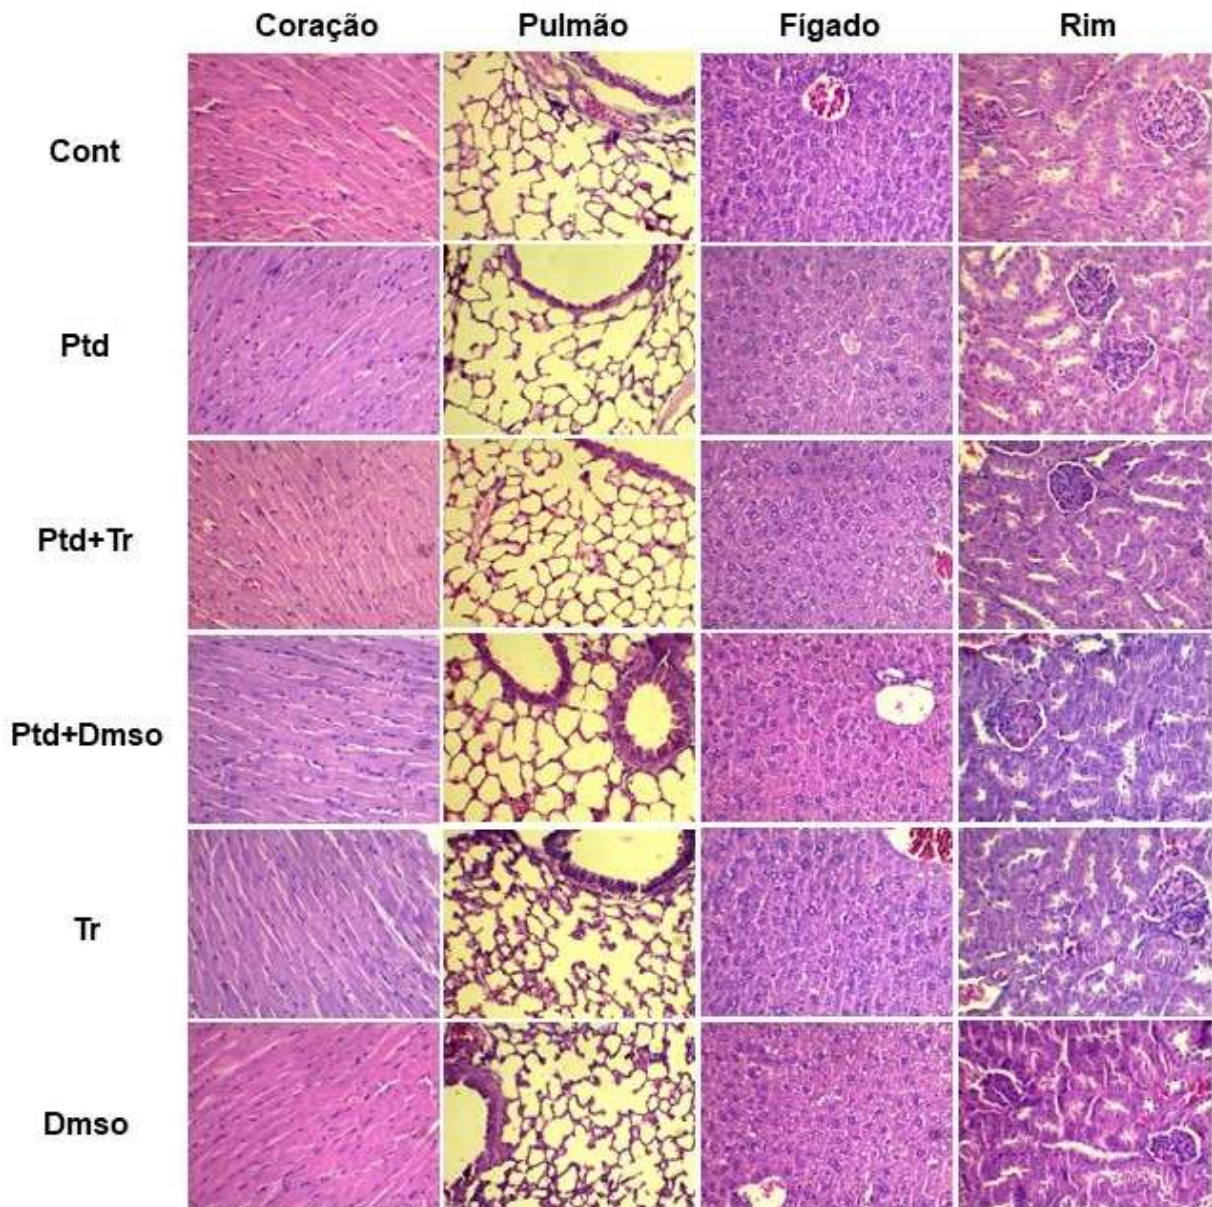 Coração Pulmão Fígado Rim
Cont
Ptd
Ptd+Tr
Ptd+Dmso
Tr
Dmso